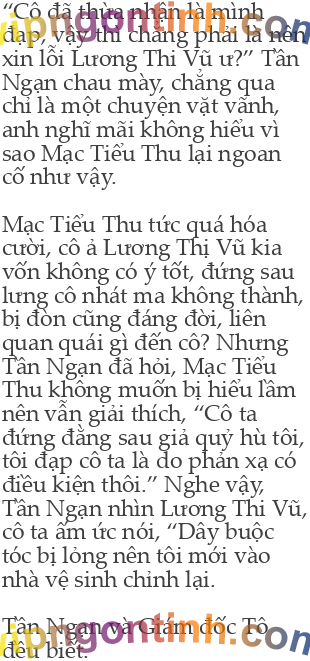 “Cô đã thừa nhận là mình
đạp, vậy thì chẳng phải là nên
xin lỗi Lương Thi Vũ ư?” Tần
Ngạn chau mày, chẳng qua
chỉ là một chuyện vặt vãnh,
anh nghĩ mãi không hiểu vì
sao Mạc Tiểu Thu lại ngoan
cố như vậy.

Mạc Tiểu Thu tức quá hóa
cười, cô ả Lương Thị Vũ kia
vốn không có ý tốt, đứng sau
lưng cô nhát ma không thành,
bị đòn cũng đáng đời, liên
quan quái gì đến cô? Nhưng
Tần Ngạn đã hỏi, Mạc Tiểu
Thu không muốn bị hiểu lầm
nên vẫn giải thích, “Cô ta
đứng đằng sau giả quỷ hù tôi,
tôi đạp cô ta là do phản xạ có
điều kiện thôi.” Nghe vậy,
Tần Ngạn nhìn Lương Thi Vũ,
cô ta ấm ức nói, “Dây buộc
tóc bị lỏng nên tôi mới vào
nhà vệ sinh chỉnh lại.

Tần Ngạn và Giám đốc Tô
đều biết.
vipngontinh.com
vipngontinh.com